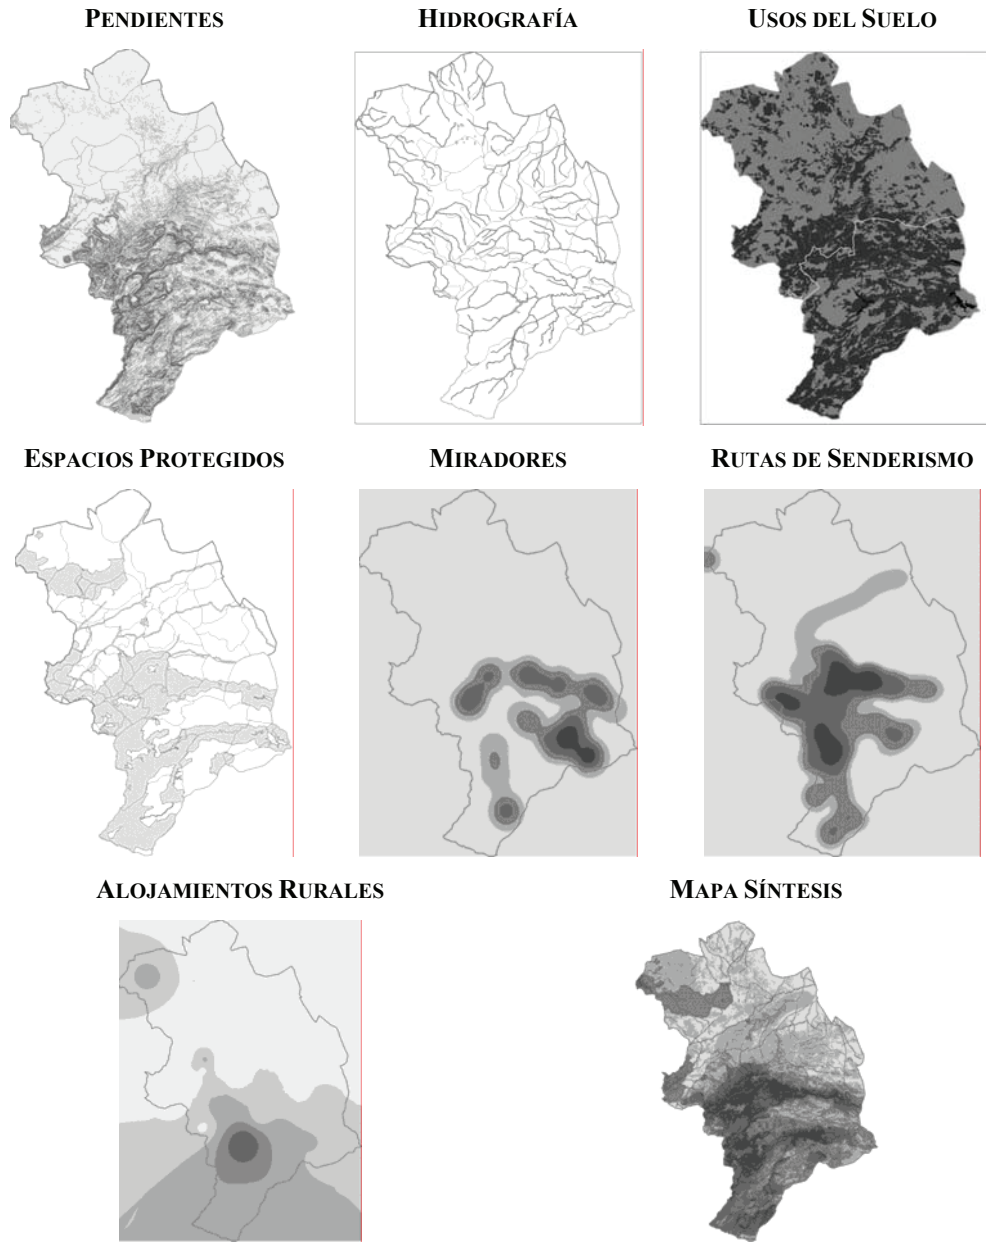 PENDIENTES
HIDROGRAFÍA
USOS DEL SUELO
ESPACIOS PROTEGIDOS
MIRADORES
RUTAS DE SENDERISMO
ALOJAMIENTOS RURALES
MAPA SÍNTESIS